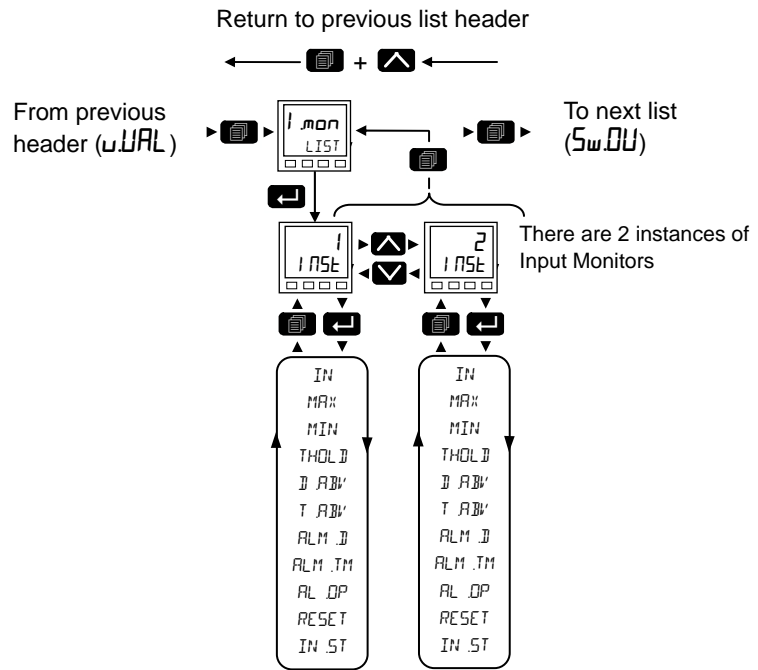 Return to previous list header
+
From previous
header (u.VAL)
I.mon
LIST
To next list
(Sw.OV)
1
INSt
2
INSt
There are 2 instances of
Input Monitors
IN
MAX
MIN
THOLD
D.ABV
T.ABV
ALM.D
ALM.TM
AL.OP
RESET
IN.ST
IN
MAX
MIN
THOLD
D.ABV
T.ABV
ALM.D
ALM.TM
AL.OP
RESET
IN.ST